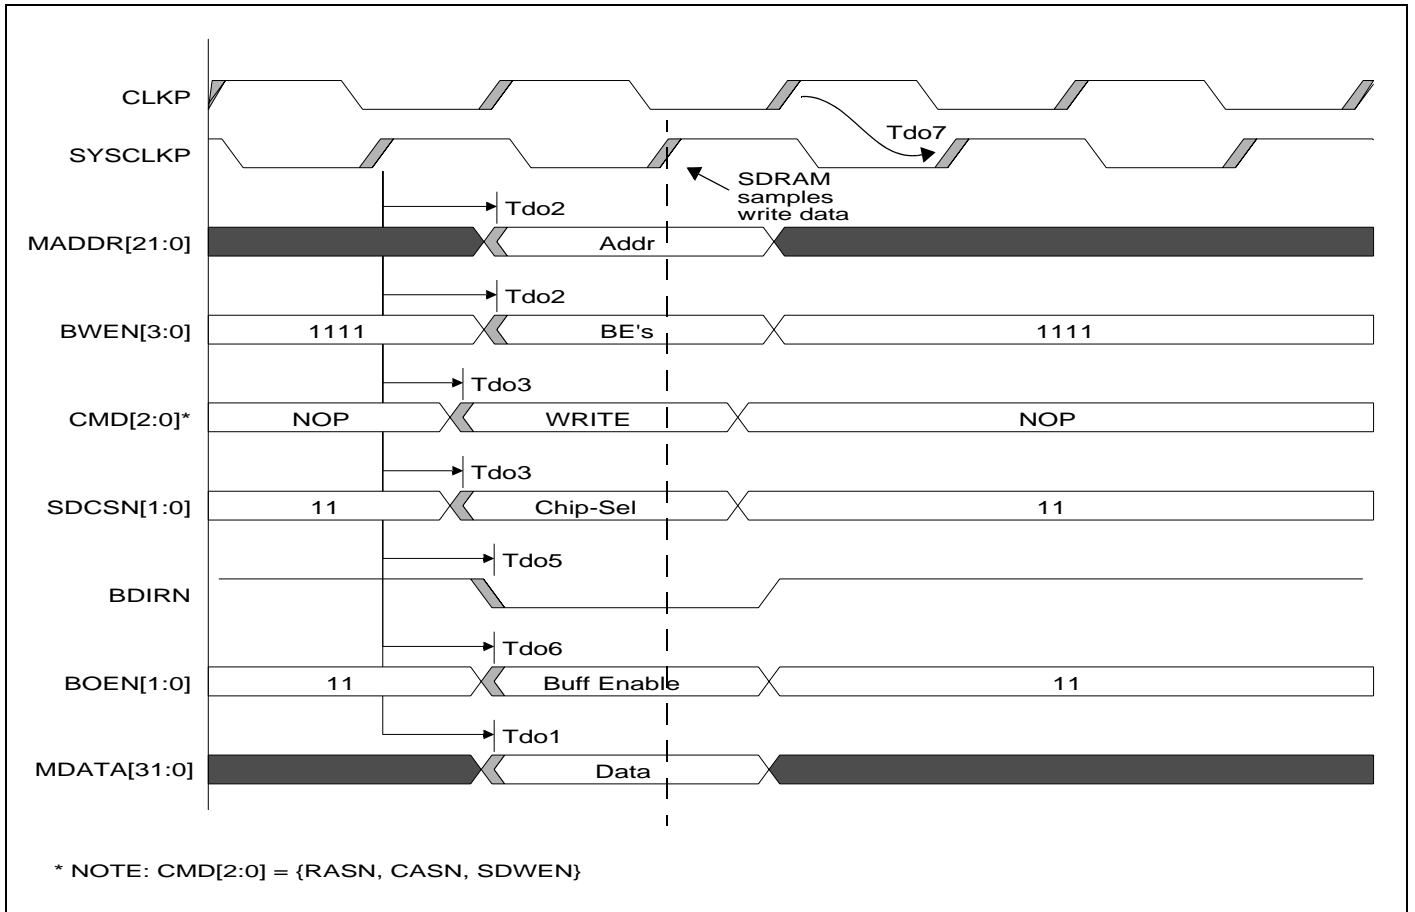 CLKP
Tdo7
SYSCLKP
SDRAM
samples
write data
Tdo2
MADDR[21:0]
Addr
Tdo2
BWEN[3:0]
1111
BE's
1111
Tdo3
CMD[2:0]*
NOP
WRITE
NOP
Tdo3
SDCSN[1:0]
11
Chip-Sel
11
Tdo5
BDIRN
Tdo6
BOEN[1:0]
11
Buff Enable
11
Tdo1
MDATA[31:0]
Data
* NOTE: CMD[2:0] = {RASN, CASN, SDWEN}